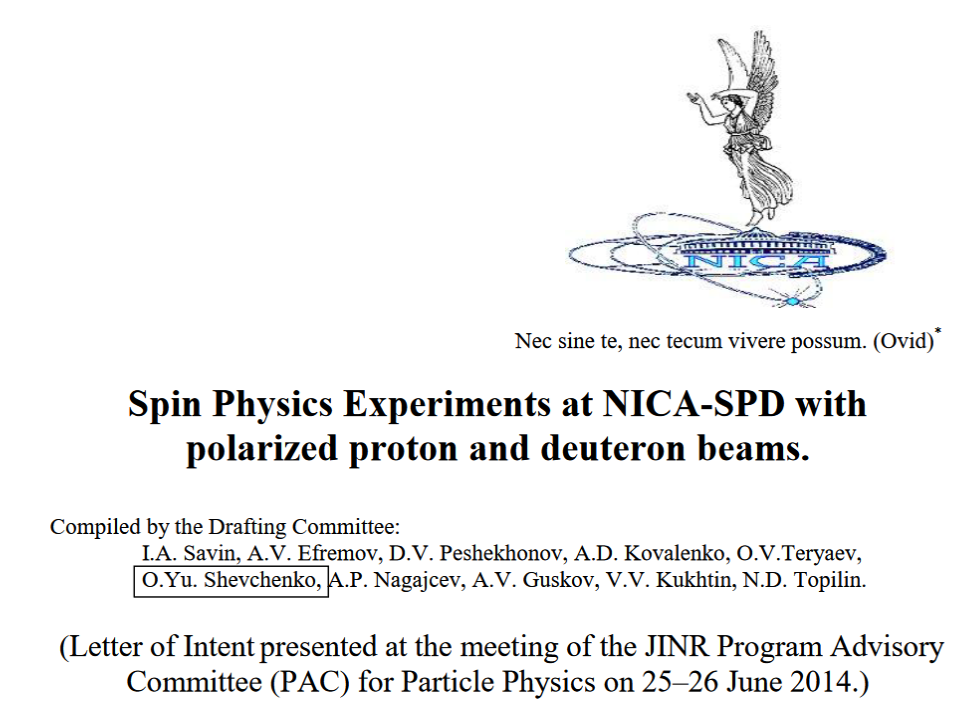 NICA
Nec sine te, nec tecum vivere possum. (Ovid)*
Spin Physics Experiments at NICA-SPD with
polarized proton and deuteron beams.
Compiled by the Drafting Committee:
I.A. Savin, A.V. Efremov, D.V. Peshekhonov, A.D. Kovalenko, O.V.Teryaev,
O.Yu. Shevchenko, A.P. Nagajcev, A.V. Guskov, V.V. Kukhtin, N.D. Topilin.
(Letter of Intent presented at the meeting of the JINR Program Advisory
Committee (PAC) for Particle Physics on 25–26 June 2014.)